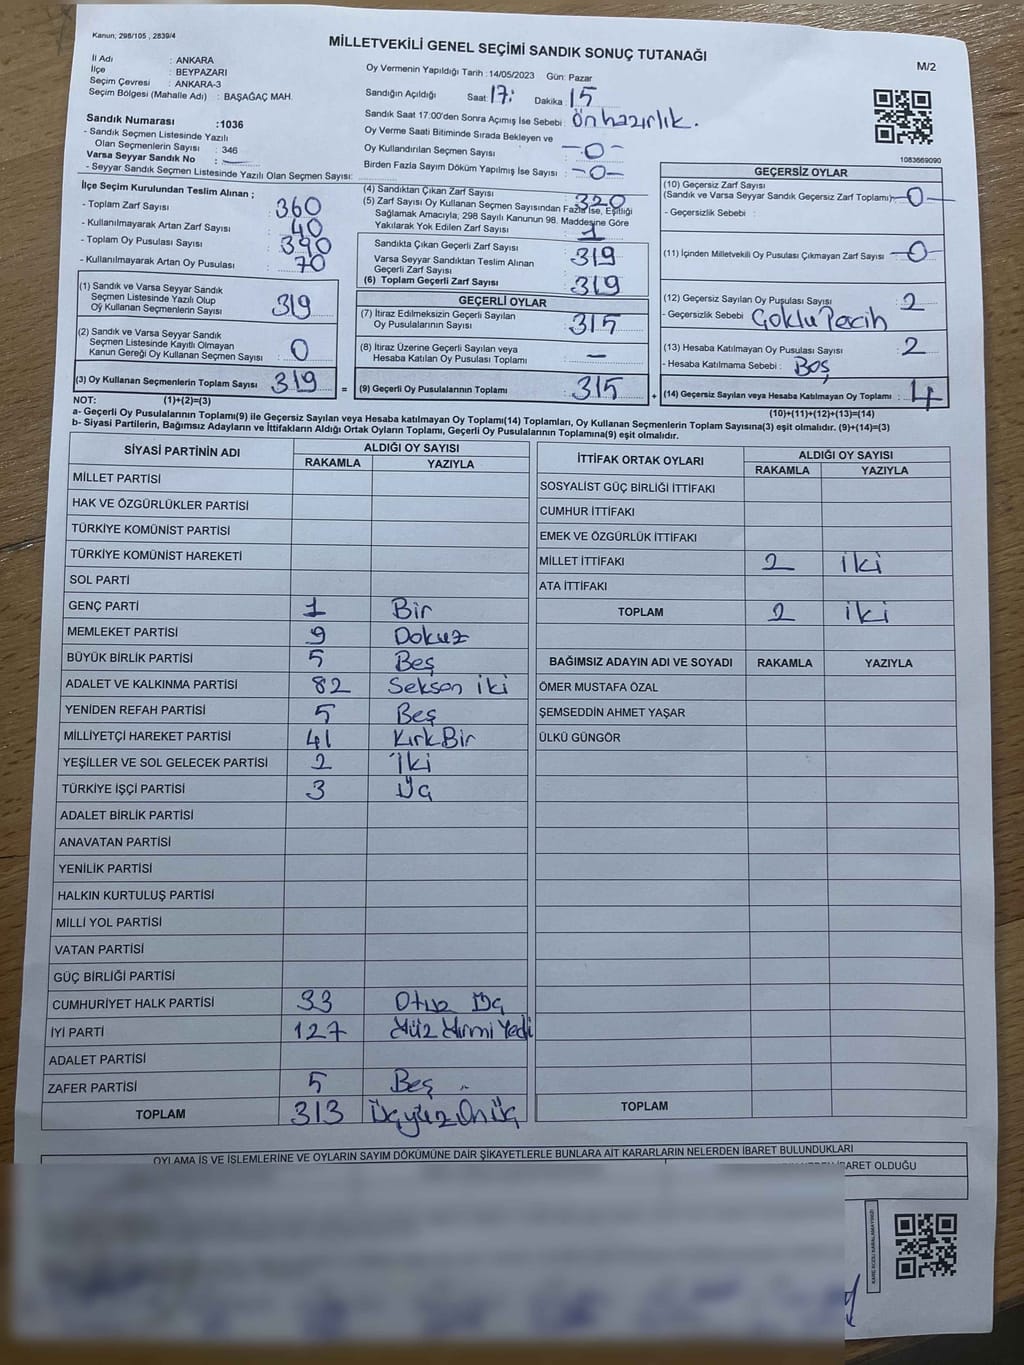 Kanun; 298/105 , 2839/4
MİLLETVEKİLİ GENEL SEÇİMİ SANDIK SONUÇ TUTANAĞI
M/2
İl Adı : ANKARA
İlçe : BEYPAZARI
Seçim Çevresi : ANKARA-3
Seçim Bölgesi (Mahalle Adı) : BAŞAĞAÇ MAH.
Oy Vermenin Yapıldığı Tarih :14/05/2023 Gün: Pazar
Sandığın Açıldığı Saat: 17: Dakika : 15
Sandık Saat 17:00'den Sonra Açımış İse Sebebi : Ön hazırlık.
Oy Verme Saati Bitiminde Sırada Bekleyen ve
Oy Kullandırılan Seçmen Sayısı : -0-
Birden Fazla Sayım Döküm Yapılmış İse Sayısı : -0-
1083669090
Sandık Numarası :1036
- Sandık Seçmen Listesinde Yazılı
Olan Seçmenlerin Sayısı : 346
Varsa Seyyar Sandık No : —
- Seyyar Sandık Seçmen Listesinde Yazılı Olan Seçmen Sayısı:
İlçe Seçim Kurulundan Teslim Alınan ;
- Toplam Zarf Sayısı : 360
- Kullanılmayarak Artan Zarf Sayısı : 40
- Toplam Oy Pusulası Sayısı : 390
- Kullanılmayarak Artan Oy Pusulası : 70
(4) Sandıktan Çıkan Zarf Sayısı : 320
(5) Zarf Sayısı Oy Kullanan Seçmen Sayısından Fazla İse, Eşitliği
Sağlamak Amacıyla; 298 Sayılı Kanunun 98. Maddesine Göre
Yakılarak Yok Edilen Zarf Sayısı : 1
Sandıkta Çıkan Geçerli Zarf Sayısı : 319
Varsa Seyyar Sandıktan Teslim Alınan
Geçerli Zarf Sayısı :
(6) Toplam Geçerli Zarf Sayısı : 319
GEÇERSİZ OYLAR
(10) Geçersiz Zarf Sayısı
(Sandık ve Varsa Seyyar Sandık Geçersiz Zarf Toplamı) -0-
- Geçersizlik Sebebi :
(11) İçinden Milletvekili Oy Pusulası Çıkmayan Zarf Sayısı -0-
(12) Geçersiz Sayılan Oy Pusulası Sayısı : 2
- Geçersizlik Sebebi Çoklu Tercih
(13) Hesaba Katılmayan Oy Pusulası Sayısı : 2
- Hesaba Katılmama Sebebi : Boş
(14) Geçersiz Sayılan veya Hesaba Katılmayan Oy Toplamı : 4
(10)+(11)+(12)+(13)=(14)
(1) Sandık ve Varsa Seyyar Sandık
Seçmen Listesinde Yazılı Olup
Oy Kullanan Seçmenlerin Sayısı : 319
(2) Sandık ve Varsa Seyyar Sandık
Seçmen Listesinde Kayıtlı Olmayan
Kanun Gereği Oy Kullanan Seçmen Sayısı : 0
(3) Oy Kullanan Seçmenlerin Toplam Sayısı : 319 =
GEÇERLİ OYLAR
(7) İtiraz Edilmeksizin Geçerli Sayılan
Oy Pusulalarının Sayısı : 315
(8) İtiraz Üzerine Geçerli Sayılan veya
Hesaba Katılan Oy Pusulası Toplamı : —
(9) Geçerli Oy Pusulalarının Toplamı : 315 +
NOT: (1)+(2)=(3)
a- Geçerli Oy Pusulalarının Toplamı(9) ile Geçersiz Sayılan veya Hesaba katılmayan Oy Toplamı(14) Toplamları, Oy Kullanan Seçmenlerin Toplam Sayısına(3) eşit olmalıdır. (9)+(14)=(3)
b- Siyasi Partilerin, Bağımsız Adayların ve İttifakların Aldığı Ortak Oyların Toplamı, Geçerli Oy Pusulalarının Toplamına(9) eşit olmalıdır.
SİYASİ PARTİNİN ADI ALDIĞI OY SAYISI
RAKAMLA YAZIYLA
MİLLET PARTİSİ
HAK VE ÖZGÜRLÜKLER PARTİSİ
TÜRKİYE KOMÜNİST PARTİSİ
TÜRKİYE KOMÜNİST HAREKETİ
SOL PARTİ
GENÇ PARTİ 1 Bir
MEMLEKET PARTİSİ 9 Dokuz
BÜYÜK BİRLİK PARTİSİ 5 Beş
ADALET VE KALKINMA PARTİSİ 82 Seksen iki
YENİDEN REFAH PARTİSİ 5 Beş
MİLLİYETÇİ HAREKET PARTİSİ 41 Kırk Bir
YEŞİLLER VE SOL GELECEK PARTİSİ 2 İki
TÜRKİYE İŞÇİ PARTİSİ 3 Üç
ADALET BİRLİK PARTİSİ
ANAVATAN PARTİSİ
YENİLİK PARTİSİ
HALKIN KURTULUŞ PARTİSİ
MİLLİ YOL PARTİSİ
VATAN PARTİSİ
GÜÇ BİRLİĞİ PARTİSİ
CUMHURİYET HALK PARTİSİ 33 Otuz Üç
İYİ PARTİ 127 Yüz Yirmi Yedi
ADALET PARTİSİ
ZAFER PARTİSİ 5 Beş
TOPLAM 313 Üçyüz On Üç
İTTİFAK ORTAK OYLARI ALDIĞI OY SAYISI
RAKAMLA YAZIYLA
SOSYALİST GÜÇ BİRLİĞİ İTTİFAKI
CUMHUR İTTİFAKI
EMEK VE ÖZGÜRLÜK İTTİFAKI
MİLLET İTTİFAKI 2 iki
ATA İTTİFAKI
TOPLAM 2 iki
BAĞIMSIZ ADAYIN ADI VE SOYADI RAKAMLA YAZIYLA
ÖMER MUSTAFA ÖZAL
ŞEMSEDDİN AHMET YAŞAR
ÜLKÜ GÜNGÖR
TOPLAM
OYLAMA İŞ VE İŞLEMLERİNE VE OYLARIN SAYIM DÖKÜMÜNE DAİR ŞİKAYETLERLE BUNLARA AİT KARARLARIN NELERDEN İBARET BULUNDUKLARI
İBARET OLDUĞU
KARE KODU KARALAMAYINIZ!